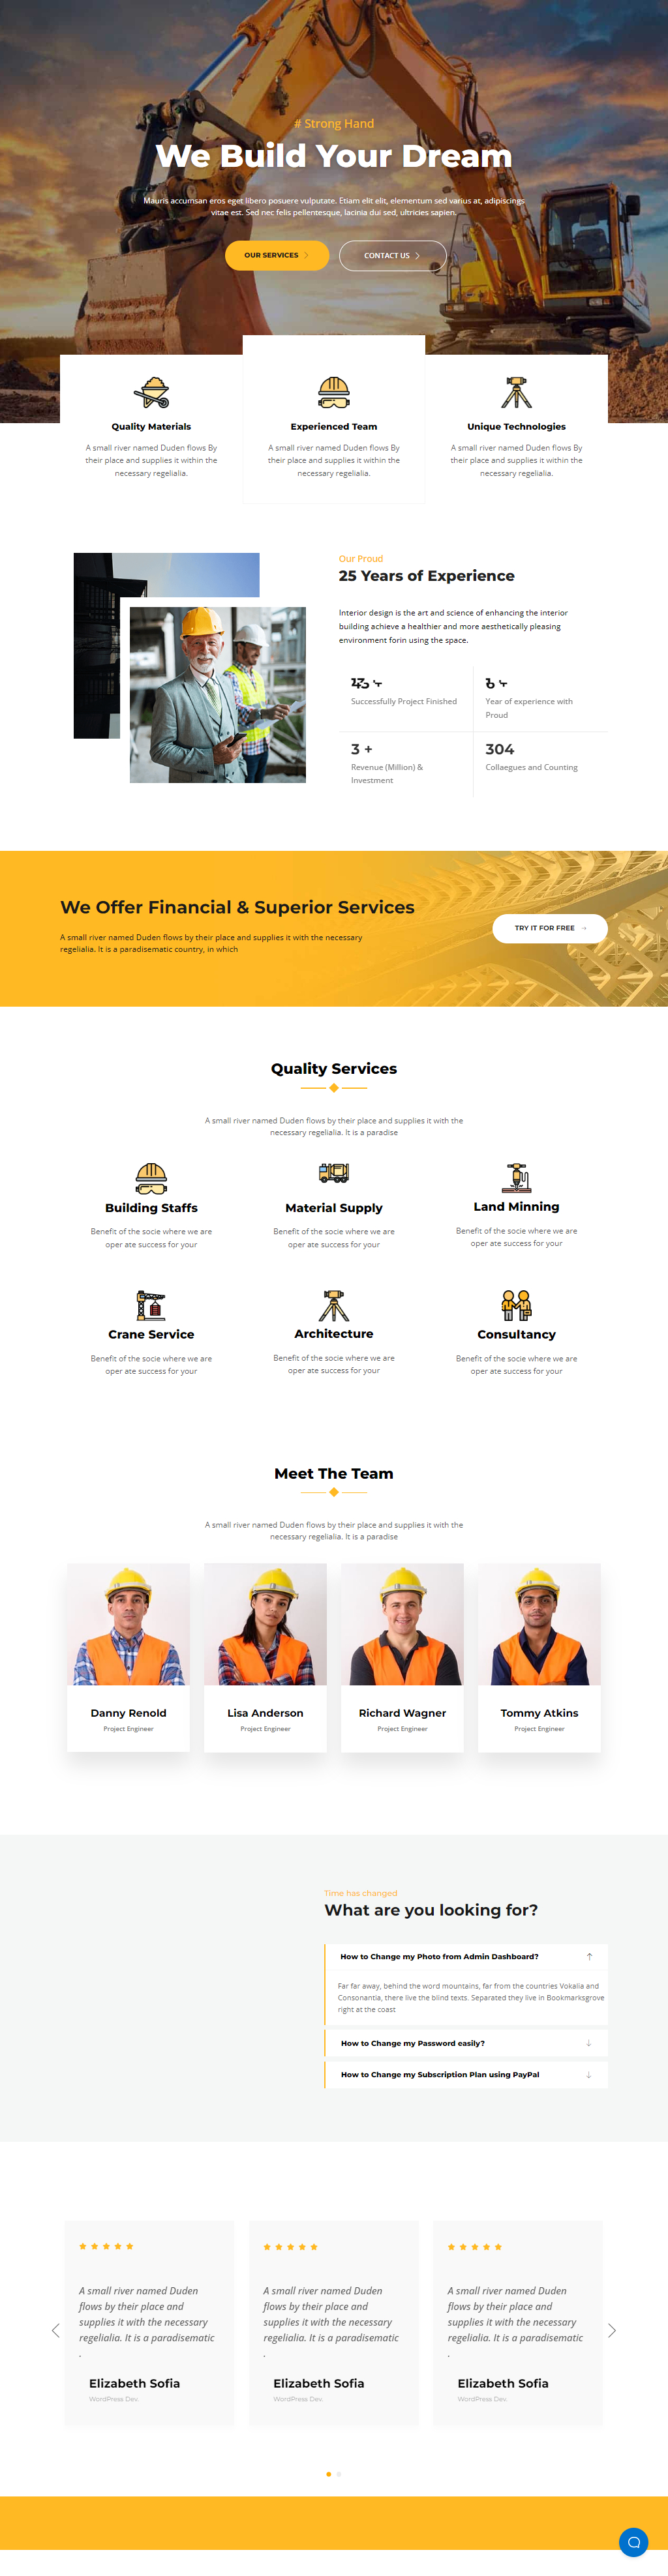 # Strong Hand
We Build Your Dream
Mauris accumsan eros eget libero posuere vulputate. Etiam elit elit, elementum sed varius at, adipiscings
vitae est. Sed nec felis pellentesque, lacinia dui sed, ultricies sapien.
OUR SERVICES
CONTACT US
Quality Materials
A small river named Duden flows By
their place and supplies it within the
necessary regelialia.
Experienced Team
A small river named Duden flows By
their place and supplies it within the
necessary regelialia.
Unique Technologies
A small river named Duden flows By
their place and supplies it within the
necessary regelialia.
Our Proud
25 Years of Experience
Interior design is the art and science of enhancing the interior
building achieve a healthier and more aesthetically pleasing
environment forin using the space.
Successfully Project Finished
Year of experience with
Proud
3 +
Revenue (Million) &
Investment
304
Collaegues and Counting
We Offer Financial & Superior Services
A small river named Duden flows by their place and supplies it with the necessary
regelialia. It is a paradisematic country, in which
TRY IT FOR FREE
Quality Services
A small river named Duden flows by their place and supplies it with the
necessary regelialia. It is a paradise
Building Staffs
Benefit of the socie where we are
oper ate success for your
Material Supply
Benefit of the socie where we are
oper ate success for your
Land Minning
Benefit of the socie where we are
oper ate success for your
Crane Service
Benefit of the socie where we are
oper ate success for your
Architecture
Benefit of the socie where we are
oper ate success for your
Consultancy
Benefit of the socie where we are
oper ate success for your
Meet The Team
A small river named Duden flows by their place and supplies it with the
necessary regelialia. It is a paradise
Danny Renold
Project Engineer
Lisa Anderson
Project Engineer
Richard Wagner
Project Engineer
Tommy Atkins
Project Engineer
Time has changed
What are you looking for?
How to Change my Photo from Admin Dashboard?
Far far away, behind the word mountains, far from the countries Vokalia and
Consonantia, there live the blind texts. Separated they live in Bookmarksgrove
right at the coast
How to Change my Password easily?
How to Change my Subscription Plan using PayPal
A small river named Duden
flows by their place and
supplies it with the necessary
regelialia. It is a paradisematic
.
Elizabeth Sofia
WordPress Dev.
A small river named Duden
flows by their place and
supplies it with the necessary
regelialia. It is a paradisematic
.
Elizabeth Sofia
WordPress Dev.
A small river named Duden
flows by their place and
supplies it with the necessary
regelialia. It is a paradisematic
.
Elizabeth Sofia
WordPress Dev.